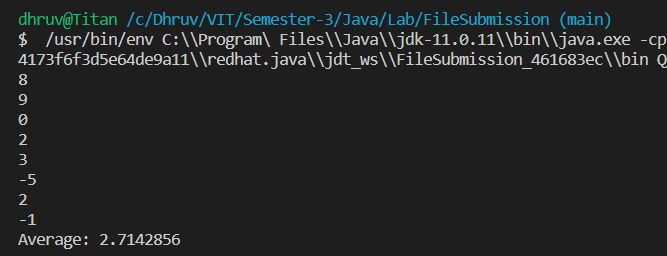 dhruv@Titan /c/Dhruv/VIT/Semester-3/Java/Lab/FileSubmission (main)
$  /usr/bin/env C:\\Program\ Files\\Java\\jdk-11.0.11\\bin\\java.exe -cp
4173f6f3d5e64de9a11\\redhat.java\\jdt_ws\\FileSubmission_461683ec\\bin Q
8
9
0
2
3
-5
2
-1
Average: 2.7142856